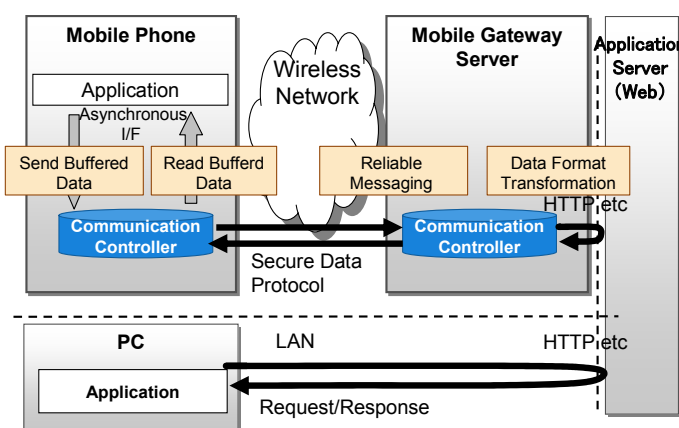 Mobile Phone
Application
Asynchronous
I/F
Send Buffered
Data
Read Bufferd
Data
Communication
Controller
Wireless
Network
Secure Data
Protocol
Mobile Gateway
Server
Reliable
Messaging
Data Format
Transformation
HTTP etc
Communication
Controller
Application
Server
(Web)
PC
Application
LAN
HTTP etc
Request/Response